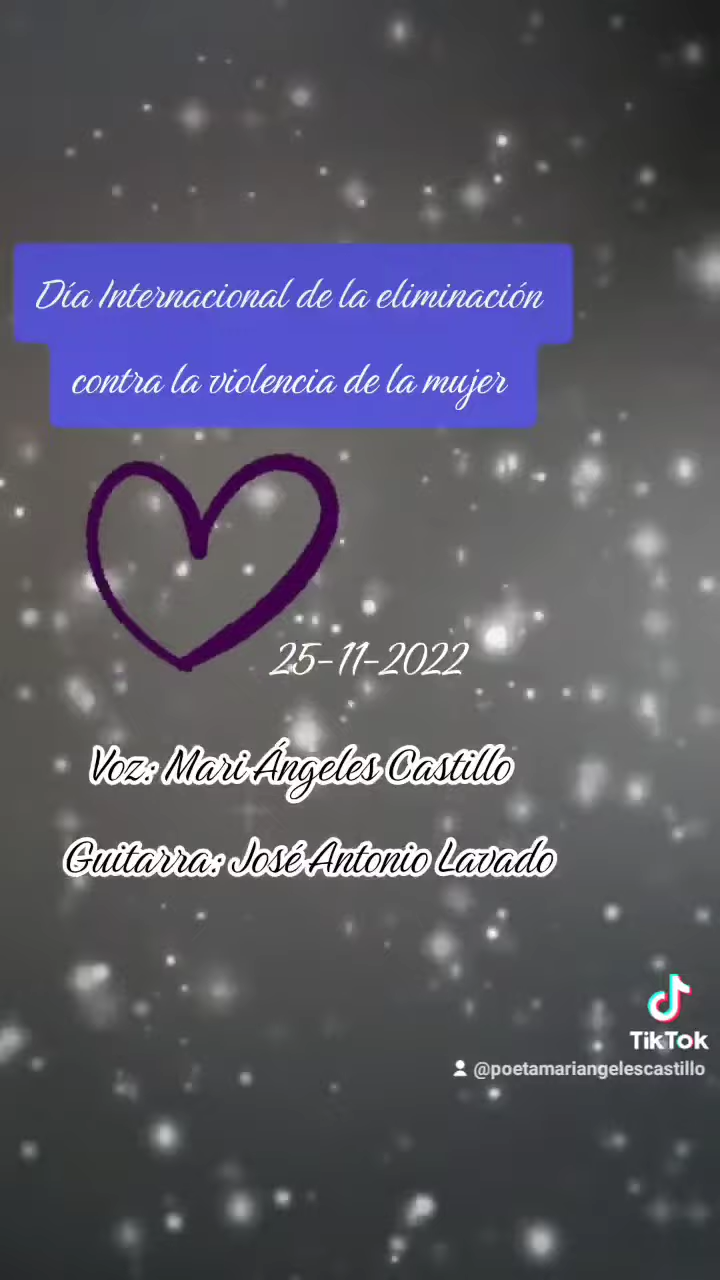 Día Internacional de la eliminación
contra la violencia de la mujer
25-11-2022
Voz: Mari Ángeles Castillo
Guitarra: José Antonio Lavado
TikTok
@poetamariangelescastillo